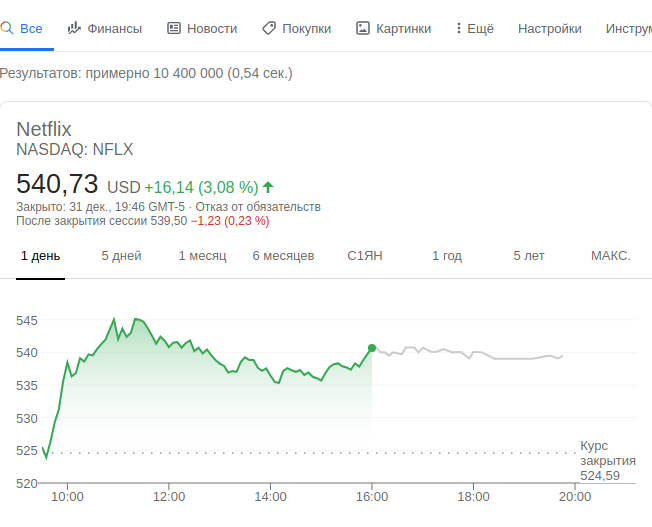 Все Финансы Новости Покупки Картинки Ещё Настройки Инструм
Результатов: примерно 10 400 000 (0,54 сек.)
Netflix
NASDAQ: NFLX
540,73 USD +16,14 (3,08 %)
Закрыто: 31 дек., 19:46 GMT-5 · Отказ от обязательств
После закрытия сессии 539,50 −1,23 (0,23 %)
1 день 5 дней 1 месяц 6 месяцев С1ЯН 1 год 5 лет МАКС.
545
540
535
530
525
Курс
закрытия
524,59
520
10:00 12:00 14:00 16:00 18:00 20:00